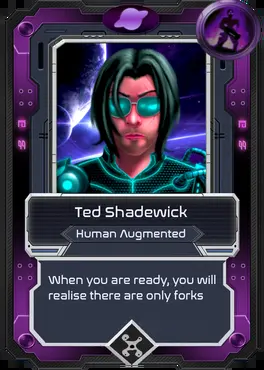 Ted Shadewick
Human Augmented
When you are ready, you will
realise there are only forks